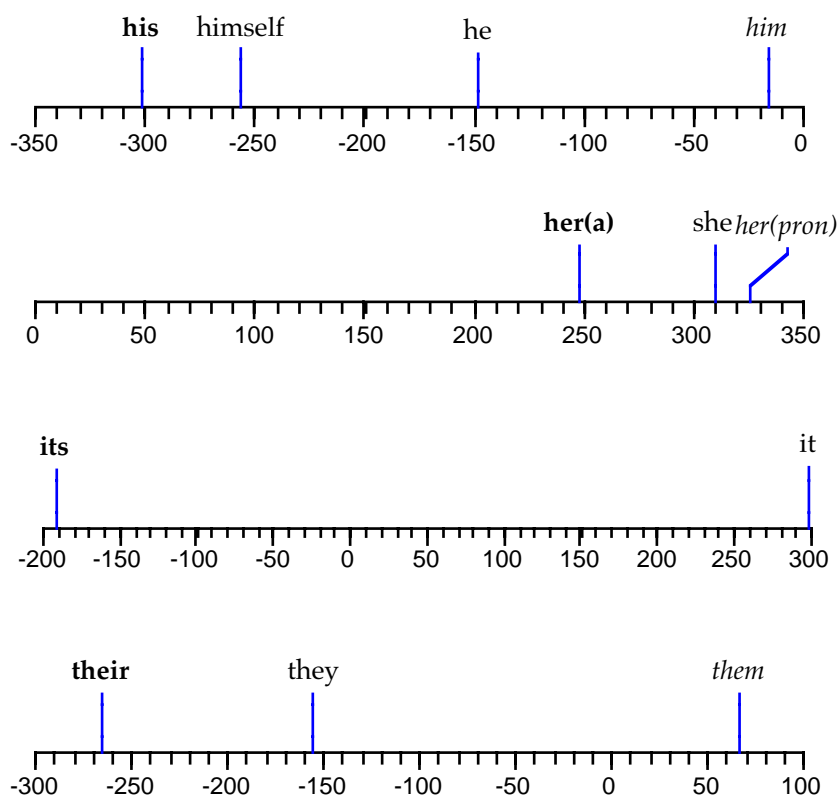 his himself he him
-350 -300 -250 -200 -150 -100 -50 0
her(a) she her(pron)
0 50 100 150 200 250 300 350
its it
-200 -150 -100 -50 0 50 100 150 200 250 300
their they them
-300 -250 -200 -150 -100 -50 0 50 100